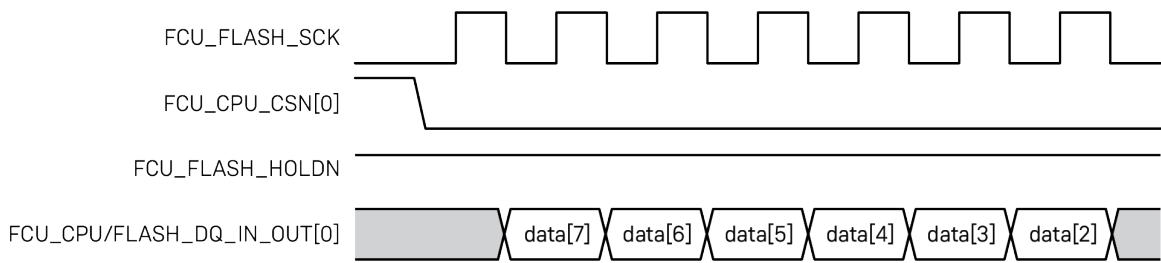 FCU_FLASH_SCK
FCU_CPU_CSN[0]
FCU_FLASH_HOLDN
FCU_CPU/FLASH_DQ_IN_OUT[0] data[7] data[6] data[5] data[4] data[3] data[2]